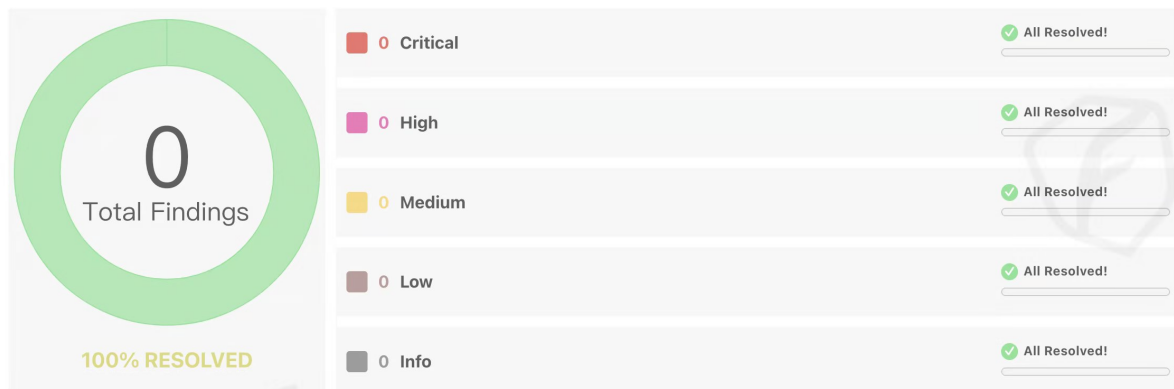 0
Total Findings
100% RESOLVED
0 Critical
All Resolved!
0 High
All Resolved!
0 Medium
All Resolved!
0 Low
All Resolved!
0 Info
All Resolved!